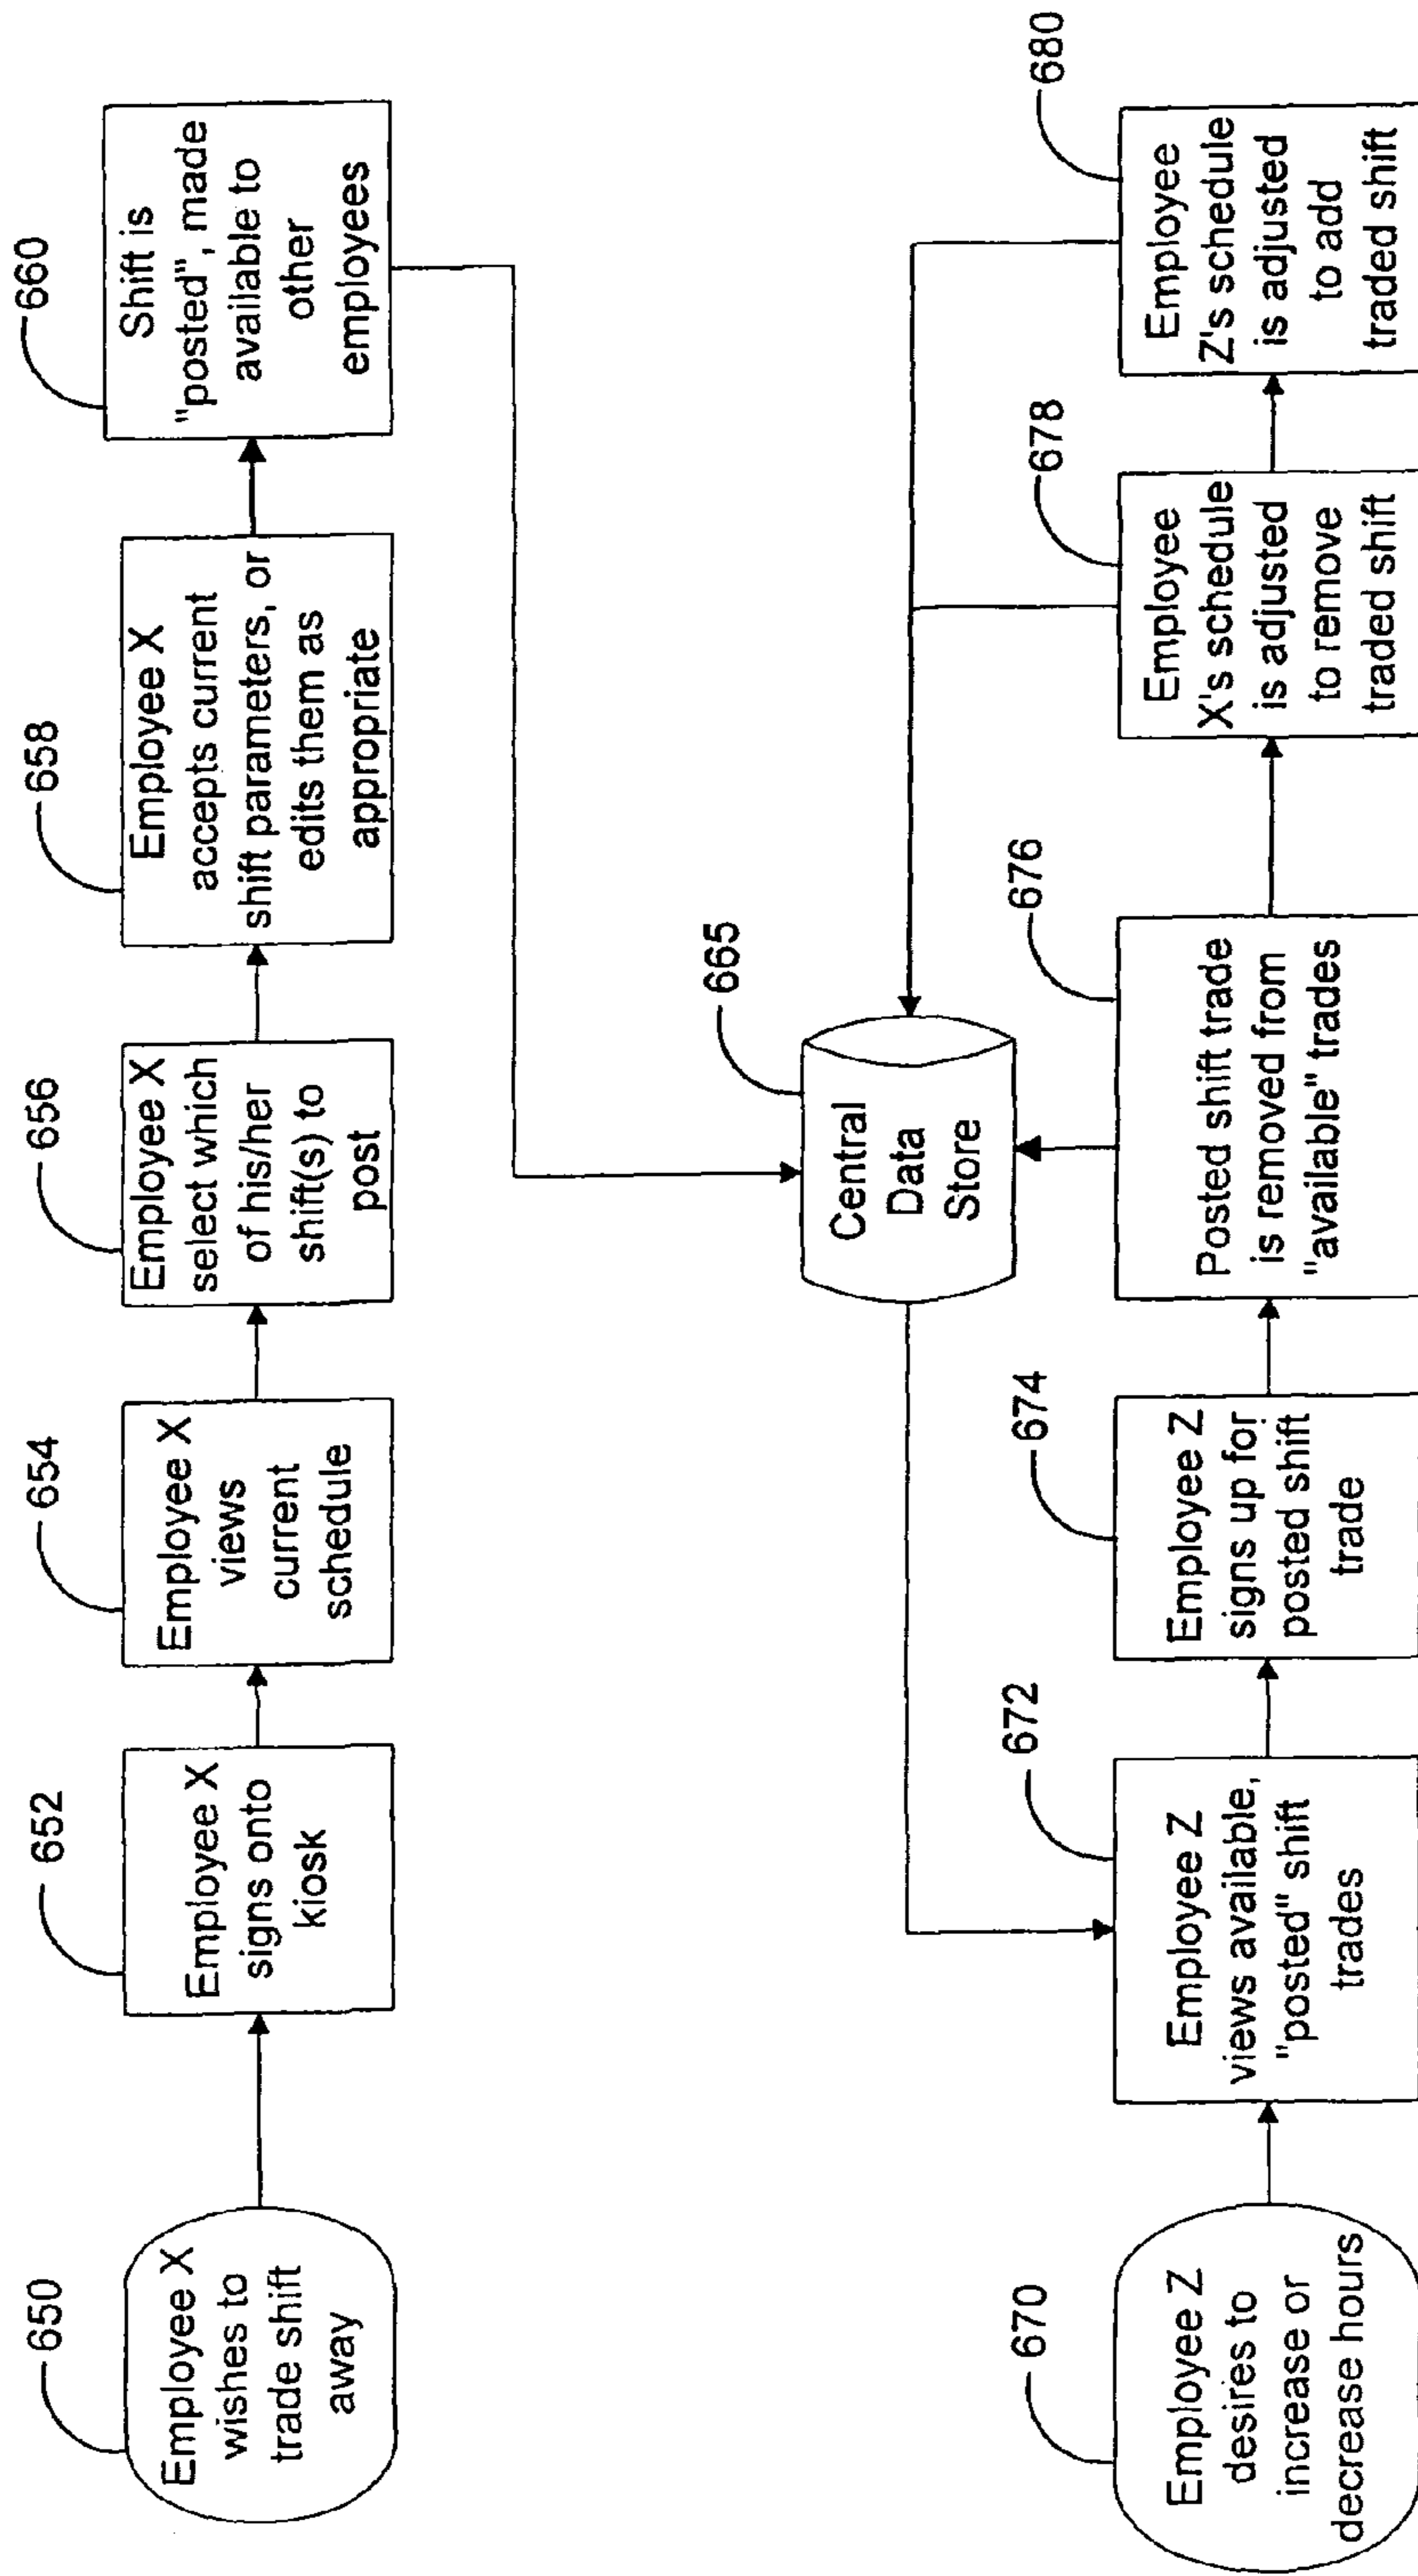 650
Employee X
wishes to
trade shift
away
652
Employee X
signs onto
kiosk
654
Employee X
views
current
schedule
656
Employee X
select which
of his/her
shift(s) to
post
658
Employee X
accepts current
shift parameters, or
edits them as
appropriate
660
Shift is
"posted", made
available to
other
employees
665
Central
Data
Store
670
Employee Z
desires to
increase or
decrease hours
672
Employee Z
views available,
"posted" shift
trades
674
Employee Z
signs up for
posted shift
trade
676
Posted shift trade
is removed from
"available" trades
678
Employee
X's schedule
is adjusted
to remove
traded shift
680
Employee
Z's schedule
is adjusted
to add
traded shift